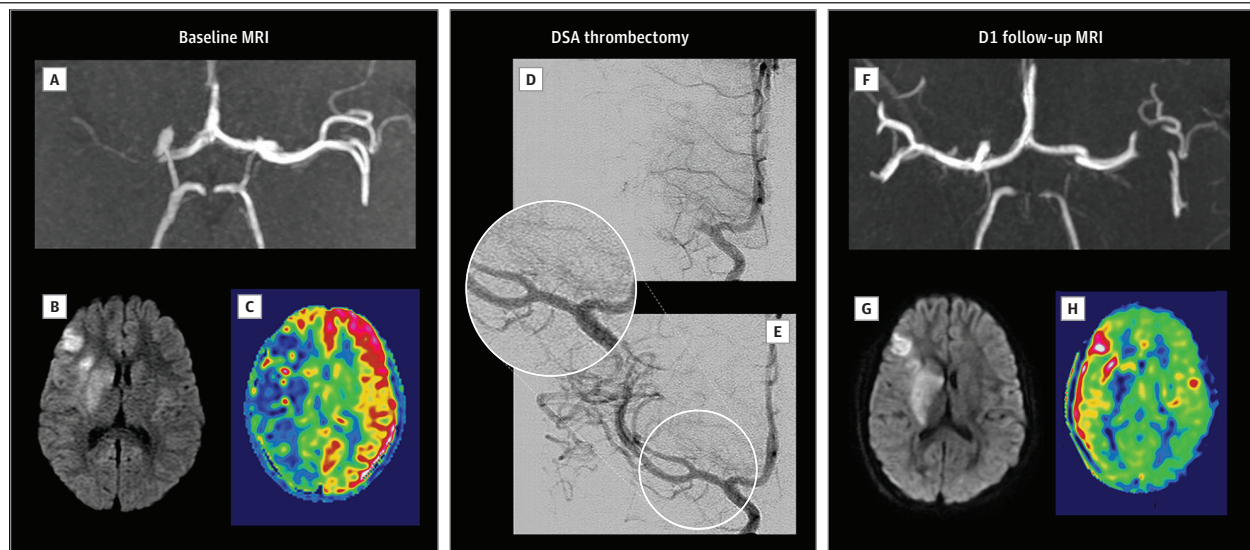 Baseline MRI
DSA thrombectomy
D1 follow-up MRI
A
D
F
B
C
E
G
H